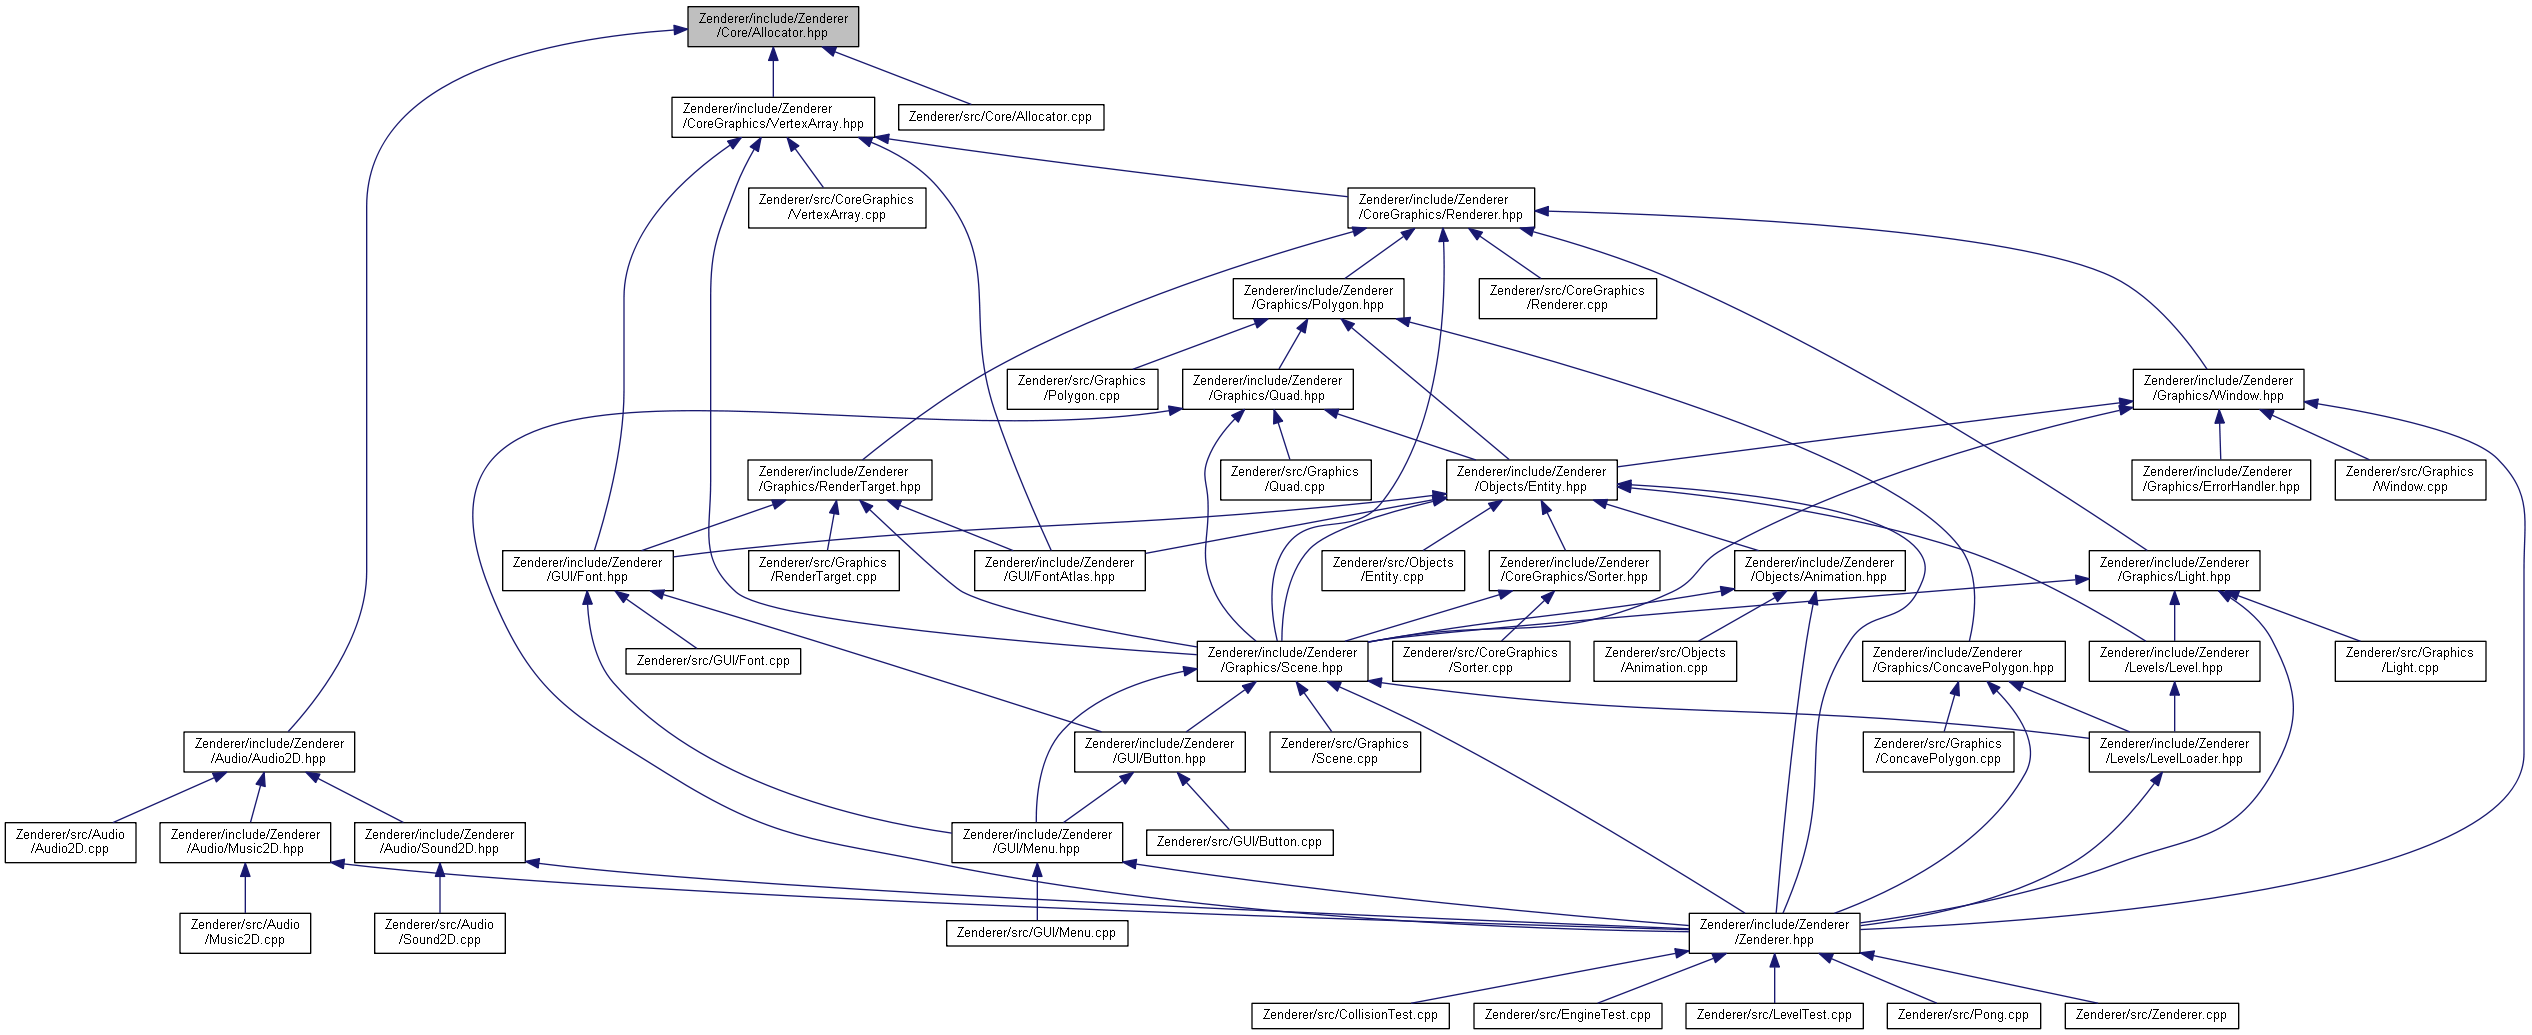 Zenderer/include/Zenderer
/Core/Allocator.hpp
Zenderer/include/Zenderer
/CoreGraphics/VertexArray.hpp
Zenderer/src/Core/Allocator.cpp
Zenderer/src/CoreGraphics
/VertexArray.cpp
Zenderer/include/Zenderer
/CoreGraphics/Renderer.hpp
Zenderer/include/Zenderer
/Graphics/Polygon.hpp
Zenderer/src/CoreGraphics
/Renderer.cpp
Zenderer/src/Graphics
/Polygon.cpp
Zenderer/include/Zenderer
/Graphics/Quad.hpp
Zenderer/include/Zenderer
/Graphics/Window.hpp
Zenderer/include/Zenderer
/Graphics/RenderTarget.hpp
Zenderer/src/Graphics
/Quad.cpp
Zenderer/include/Zenderer
/Objects/Entity.hpp
Zenderer/include/Zenderer
/Graphics/ErrorHandler.hpp
Zenderer/src/Graphics
/Window.cpp
Zenderer/include/Zenderer
/GUI/Font.hpp
Zenderer/src/Graphics
/RenderTarget.cpp
Zenderer/include/Zenderer
/GUI/FontAtlas.hpp
Zenderer/src/Objects
/Entity.cpp
Zenderer/include/Zenderer
/CoreGraphics/Sorter.hpp
Zenderer/include/Zenderer
/Objects/Animation.hpp
Zenderer/include/Zenderer
/Graphics/Light.hpp
Zenderer/src/GUI/Font.cpp
Zenderer/include/Zenderer
/Graphics/Scene.hpp
Zenderer/src/CoreGraphics
/Sorter.cpp
Zenderer/src/Objects
/Animation.cpp
Zenderer/include/Zenderer
/Graphics/ConcavePolygon.hpp
Zenderer/include/Zenderer
/Levels/Level.hpp
Zenderer/src/Graphics
/Light.cpp
Zenderer/include/Zenderer
/Audio/Audio2D.hpp
Zenderer/include/Zenderer
/GUI/Button.hpp
Zenderer/src/Graphics
/Scene.cpp
Zenderer/src/Graphics
/ConcavePolygon.cpp
Zenderer/include/Zenderer
/Levels/LevelLoader.hpp
Zenderer/src/Audio
/Audio2D.cpp
Zenderer/include/Zenderer
/Audio/Music2D.hpp
Zenderer/include/Zenderer
/Audio/Sound2D.hpp
Zenderer/include/Zenderer
/GUI/Menu.hpp
Zenderer/src/GUI/Button.cpp
Zenderer/src/Audio
/Music2D.cpp
Zenderer/src/Audio
/Sound2D.cpp
Zenderer/src/GUI/Menu.cpp
Zenderer/include/Zenderer
/Zenderer.hpp
Zenderer/src/CollisionTest.cpp
Zenderer/src/EngineTest.cpp
Zenderer/src/LevelTest.cpp
Zenderer/src/Pong.cpp
Zenderer/src/Zenderer.cpp